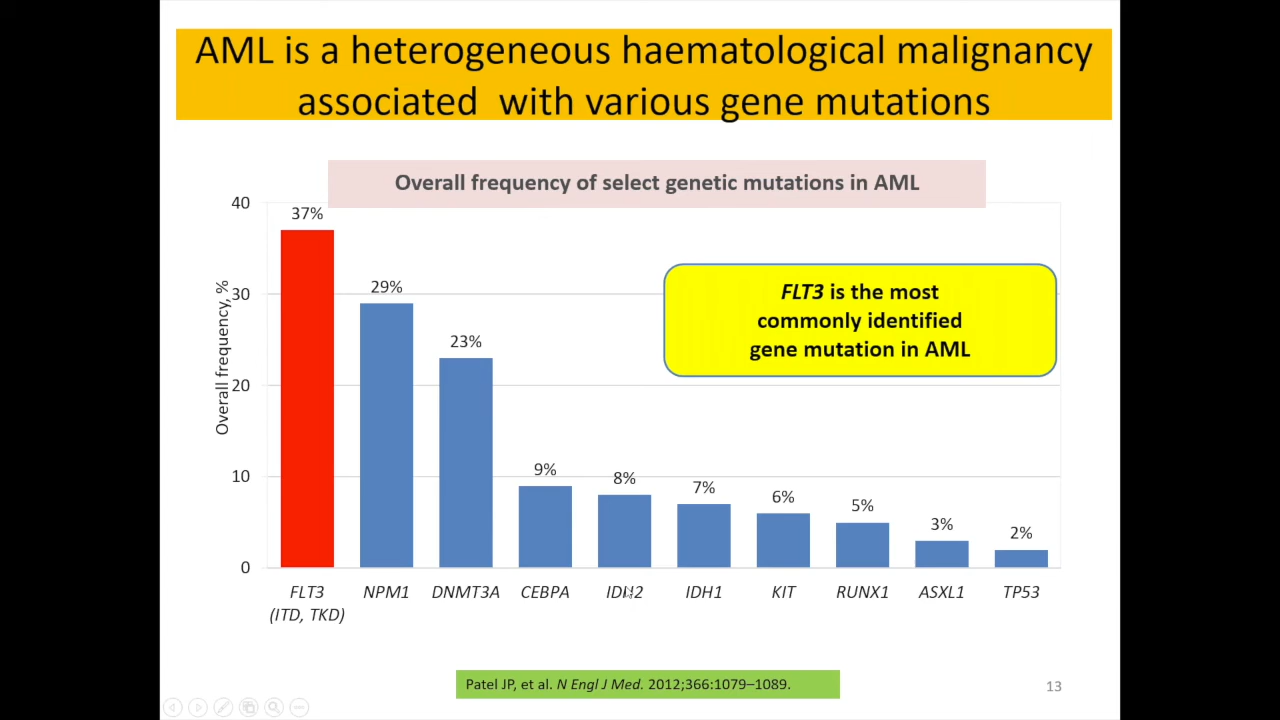 AML is a heterogeneous haematological malignancy
associated with various gene mutations
Overall frequency of select genetic mutations in AML
40
30
20
10
0
Overall frequency, %
37%
29%
23%
9%
8%
7%
6%
5%
3%
2%
FLT3 is the most
commonly identified
gene mutation in AML
FLT3 NPM1 DNMT3A CEBPA IDH2 IDH1 KIT RUNX1 ASXL1 TP53
(ITD, TKD)
Patel JP, et al. N Engl J Med. 2012;366:1079–1089.
13